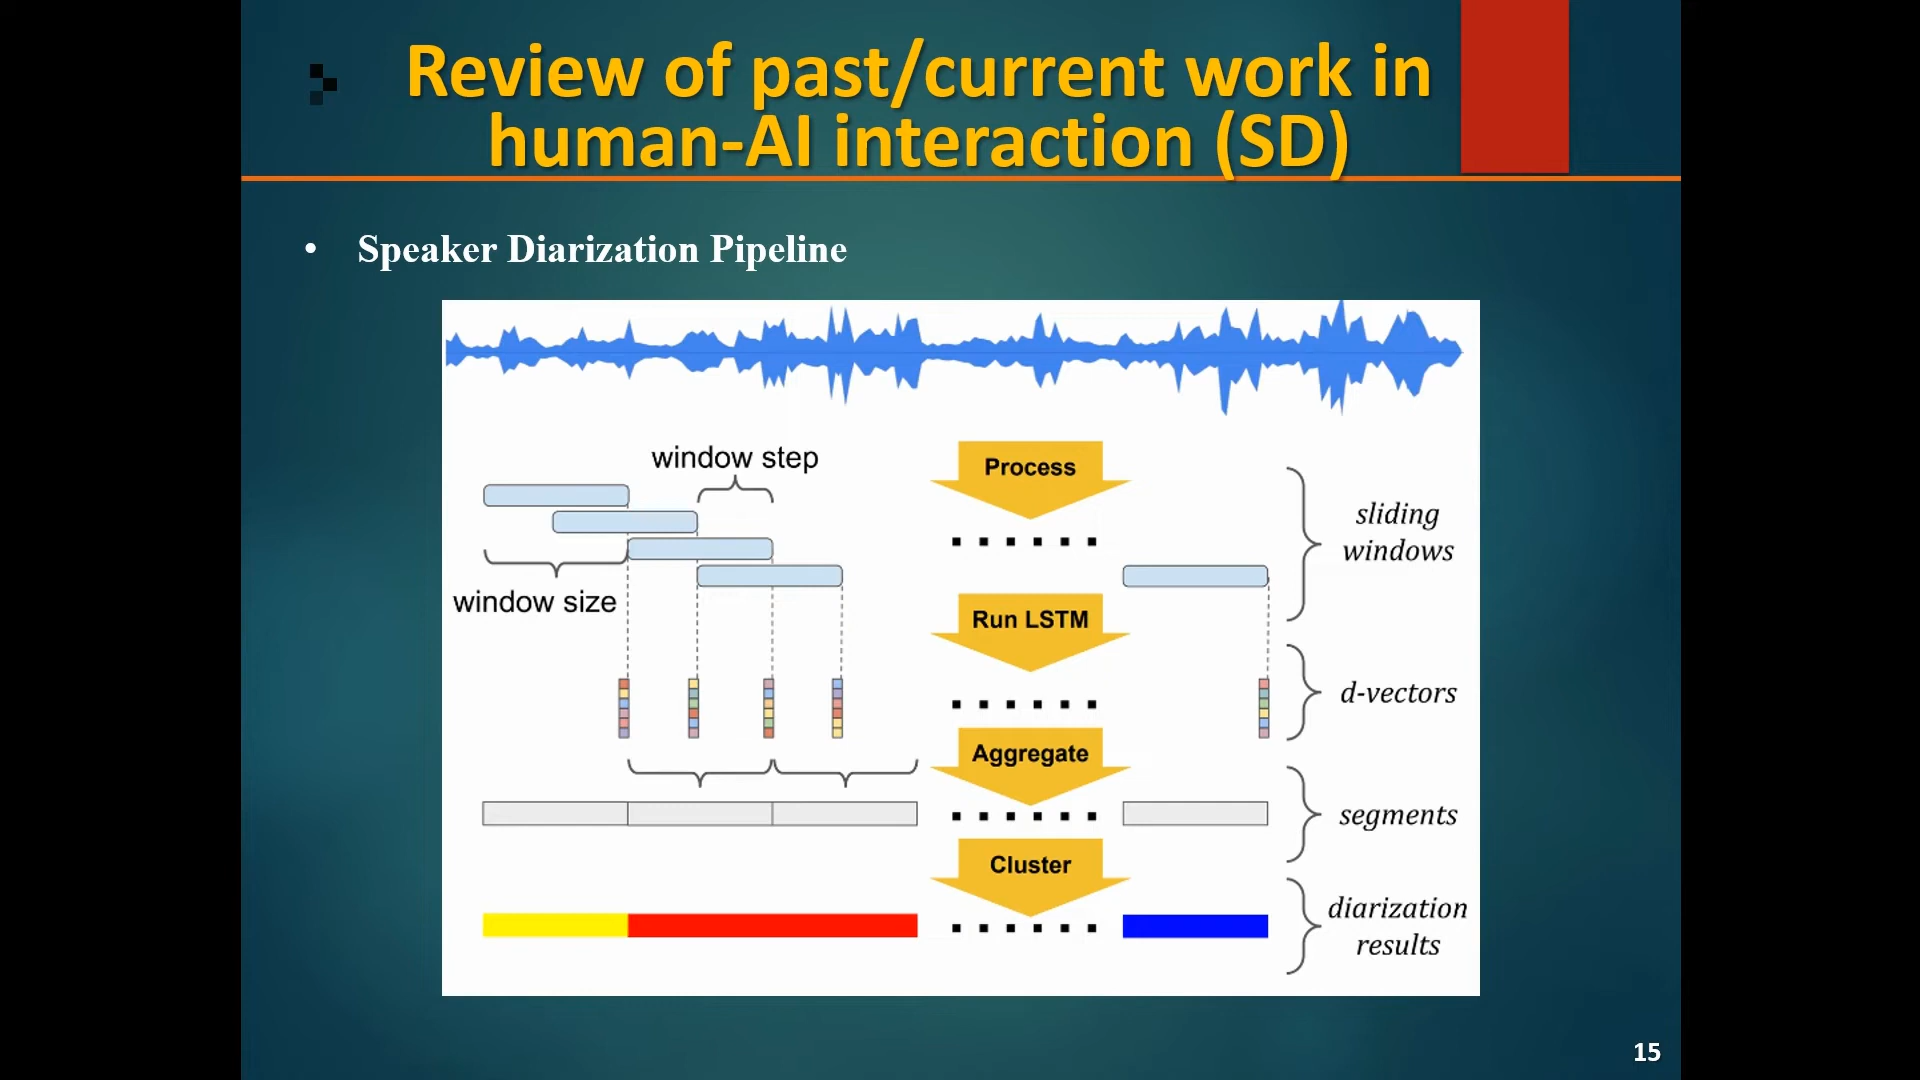 Review of past/current work in
human-AI interaction (SD)
• Speaker Diarization Pipeline
window step
window size
Process
sliding
windows
Run LSTM
d-vectors
Aggregate
segments
Cluster
diarization
results
15